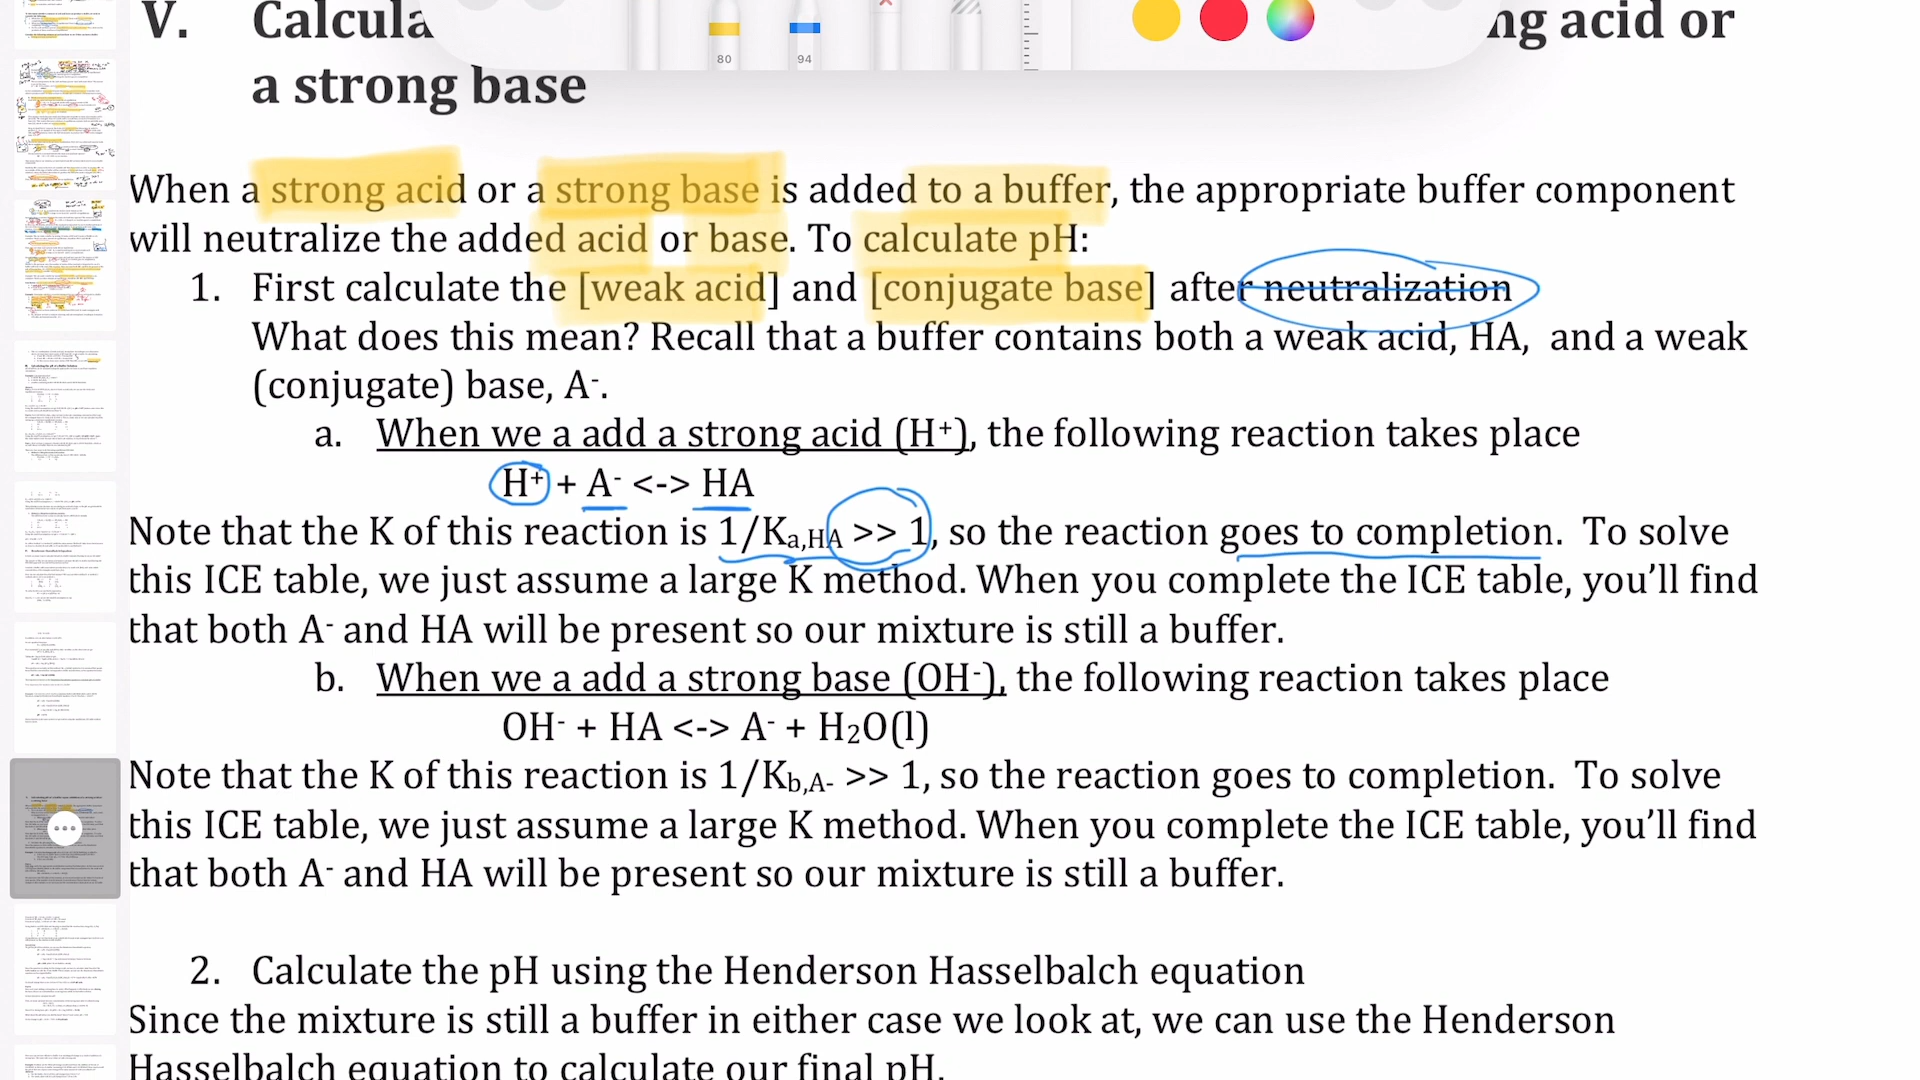 V. Calcula ng acid or
a strong base
80 94
When a strong acid or a strong base is added to a buffer, the appropriate buffer component
will neutralize the added acid or base. To calculate pH:
1. First calculate the [weak acid] and [conjugate base] after neutralization
What does this mean? Recall that a buffer contains both a weak acid, HA, and a weak
(conjugate) base, A⁻.
a. When we a add a strong acid (H⁺), the following reaction takes place
H⁺ + A⁻ <-> HA
Note that the K of this reaction is 1/Ka,HA >> 1, so the reaction goes to completion. To solve
this ICE table, we just assume a large K method. When you complete the ICE table, you’ll find
that both A⁻ and HA will be present so our mixture is still a buffer.
b. When we a add a strong base (OH⁻), the following reaction takes place
OH⁻ + HA <-> A⁻ + H₂O(l)
Note that the K of this reaction is 1/Kb,A- >> 1, so the reaction goes to completion. To solve
this ICE table, we just assume a large K method. When you complete the ICE table, you’ll find
that both A⁻ and HA will be present so our mixture is still a buffer.
2. Calculate the pH using the Henderson Hasselbalch equation
Since the mixture is still a buffer in either case we look at, we can use the Henderson
Hasselbalch equation to calculate our final pH.